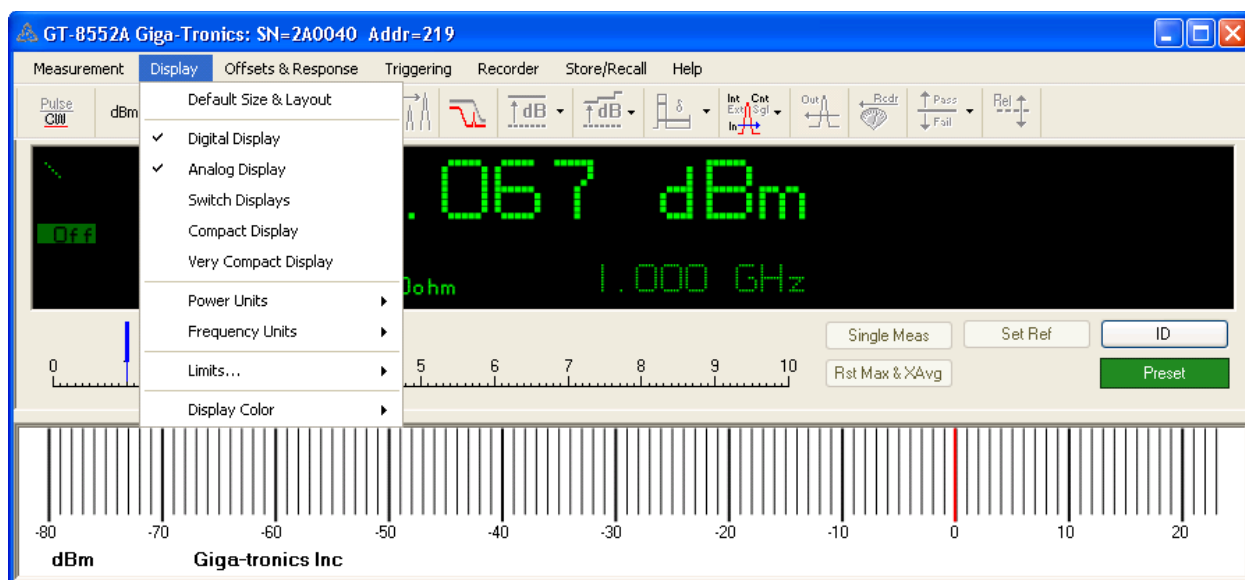 GT-8552A Giga-Tronics: SN=2A0040 Addr=219
Measurement Display Offsets & Response Triggering Recorder Store/Recall Help
Pulse
CW
dBm
dB
dB
δ
Int Cnt
Ext Sgl
In
Out
Rcdr
Pass
Fail
Rel
Default Size & Layout
Digital Display
Analog Display
Switch Displays
Compact Display
Very Compact Display
Power Units
Frequency Units
Limits...
Display Color
Off
.067 dBm
ohm
1.000 GHz
0 5 6 7 8 9 10
Single Meas Set Ref ID
Rst Max & XAvg Preset
-80 -70 -60 -50 -40 -30 -20 -10 0 10 20
dBm Giga-tronics Inc